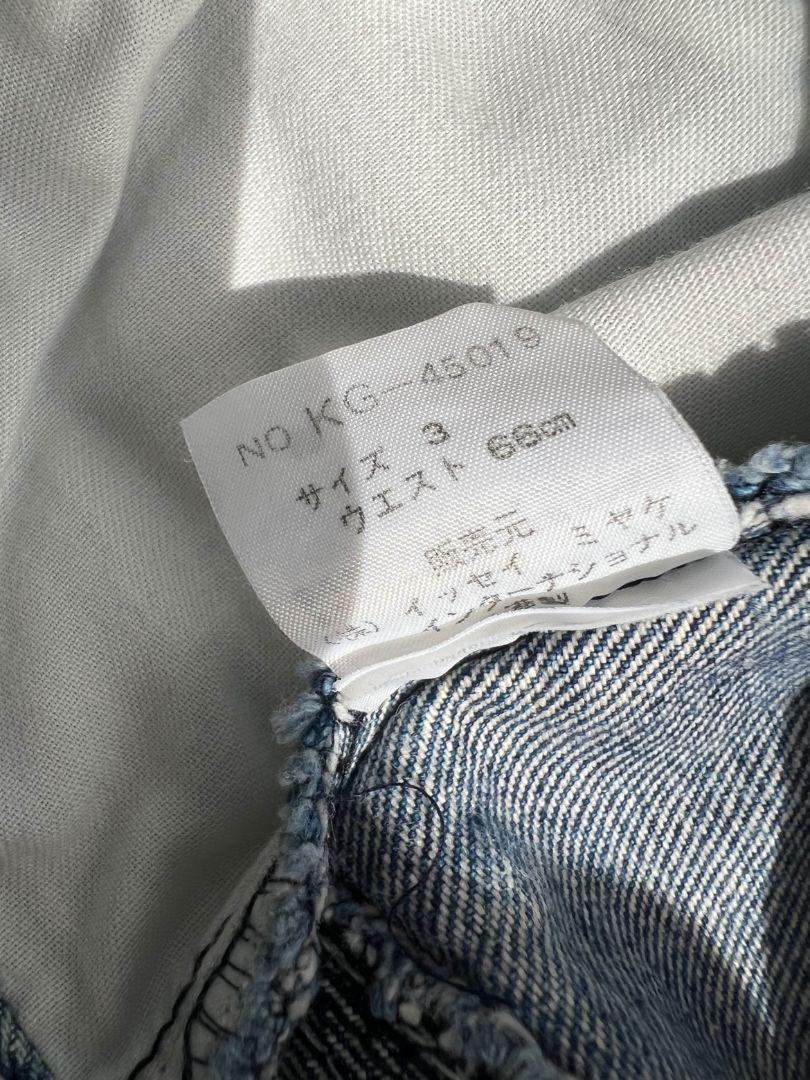 NO KG-45019
サイズ 3
ウエスト 66cm
販売元
(売) イッセイ ミヤケ
インターナショナル